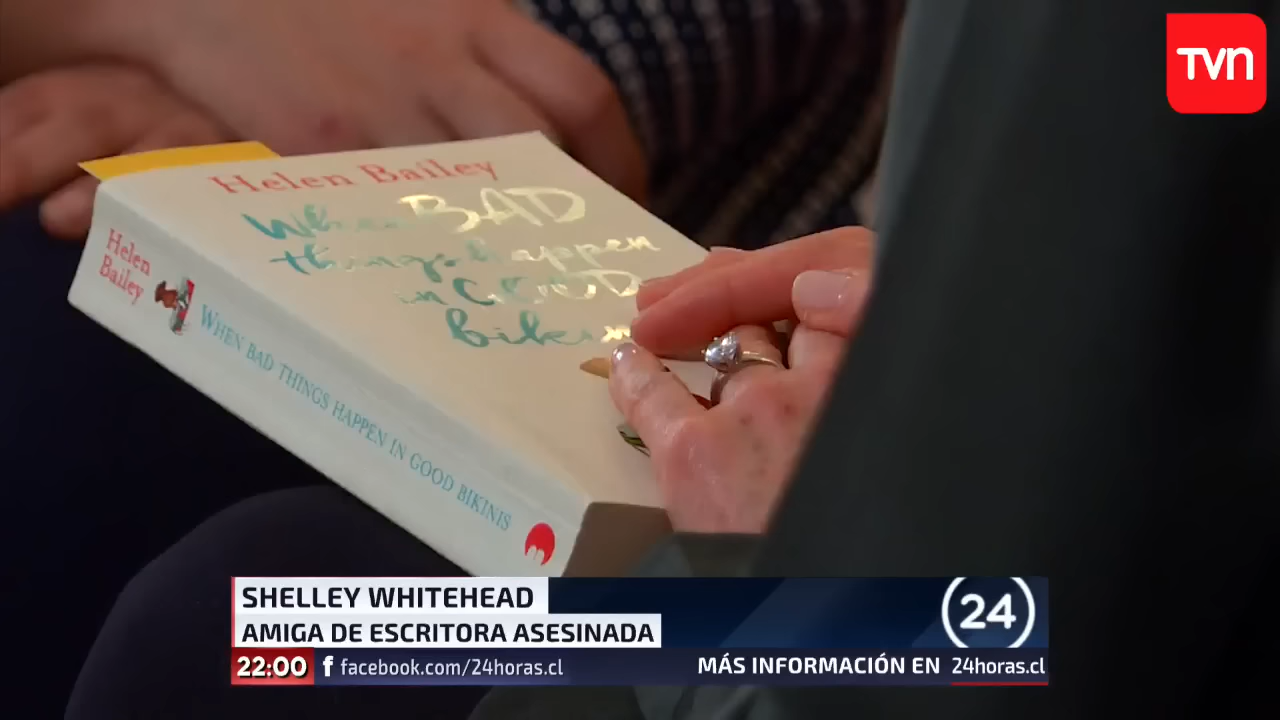 TVN
Helen Bailey
When BAD
things happen
in GOOD
bikinis
Helen
Bailey
WHEN BAD THINGS HAPPEN IN GOOD BIKINIS
SHELLEY WHITEHEAD
24
AMIGA DE ESCRITORA ASESINADA
22:00
f facebook.com/24horas.cl
MÁS INFORMACIÓN EN 24horas.cl